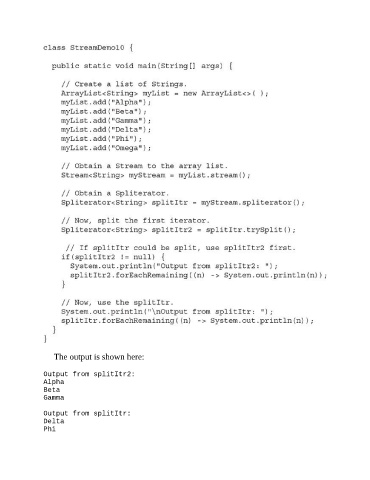 class StreamDemo10 {
public static void main(String[] args) {
// Create a list of Strings.
ArrayList<String> myList = new ArrayList<>( );
myList.add("Alpha");
myList.add("Beta");
myList.add("Gamma");
myList.add("Delta");
myList.add("Phi");
myList.add("Omega");
// Obtain a Stream to the array list.
Stream<String> myStream = myList.stream();
// Obtain a Spliterator.
Spliterator<String> splitItr = myStream.spliterator();
// Now, split the first iterator.
Spliterator<String> splitItr2 = splitItr.trySplit();
// If splitItr could be split, use splitItr2 first.
if(splitItr2 != null) {
System.out.println("Output from splitItr2: ");
splitItr2.forEachRemaining((n) -> System.out.println(n));
}
// Now, use the splitItr.
System.out.println("\nOutput from splitItr: ");
splitItr.forEachRemaining((n) -> System.out.println(n));
}
}
The output is shown here:
Output from splitItr2:
Alpha
Beta
Gamma
Output from splitItr:
Delta
Phi